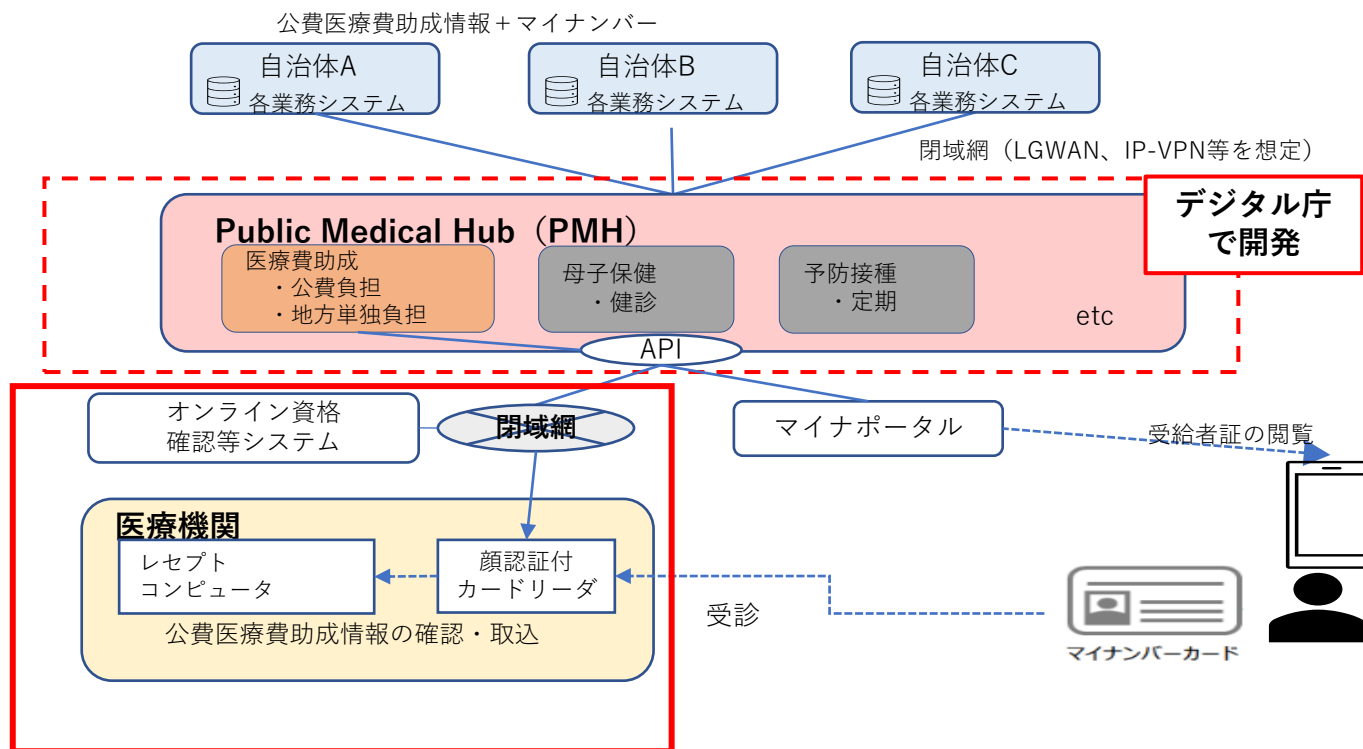 公費医療費助成情報＋マイナンバー
自治体A
各業務システム
自治体B
各業務システム
自治体C
各業務システム
閉域網（LGWAN、IP-VPN等を想定）
デジタル庁
で開発
Public Medical Hub（PMH）
医療費助成
・公費負担
・地方単独負担
母子保健
・健診
予防接種
・定期
etc
API
オンライン資格
確認等システム
閉域網
マイナポータル
受給者証の閲覧
医療機関
レセプト
コンピュータ
顔認証付
カードリーダ
公費医療費助成情報の確認・取込
受診
マイナンバーカード